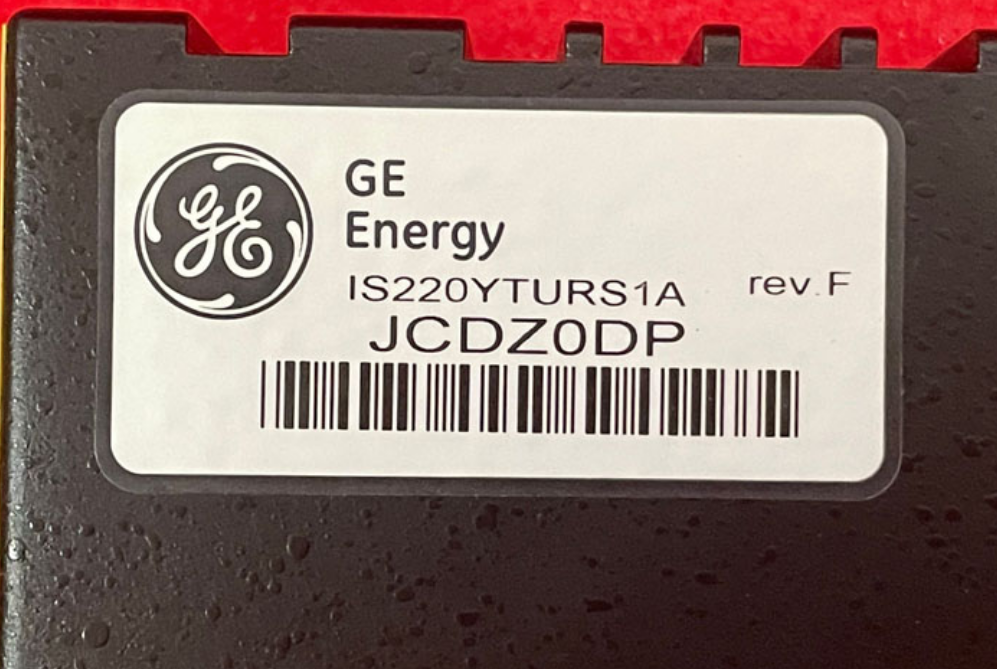 GE
GE
Energy
IS220YTURS1A rev.F
JCDZ0DP